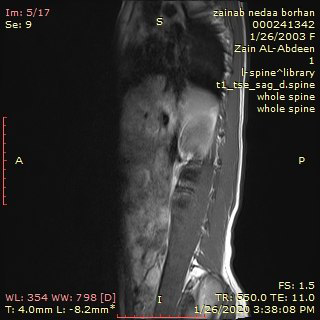 Im: 5/17
Se: 9
zainab nedaa borhan
000241342
1/26/2003 F
Zain AL-Abdeen
1
l-spine^library
t1_tse_sag_d.spine
whole spine
whole spine
S
A
P
I
WL: 354 WW: 798 [D]
T: 4.0mm L: -8.2mm*
FS: 1.5
TR: 550.0 TE: 11.0
1/26/2020 3:38:08 PM